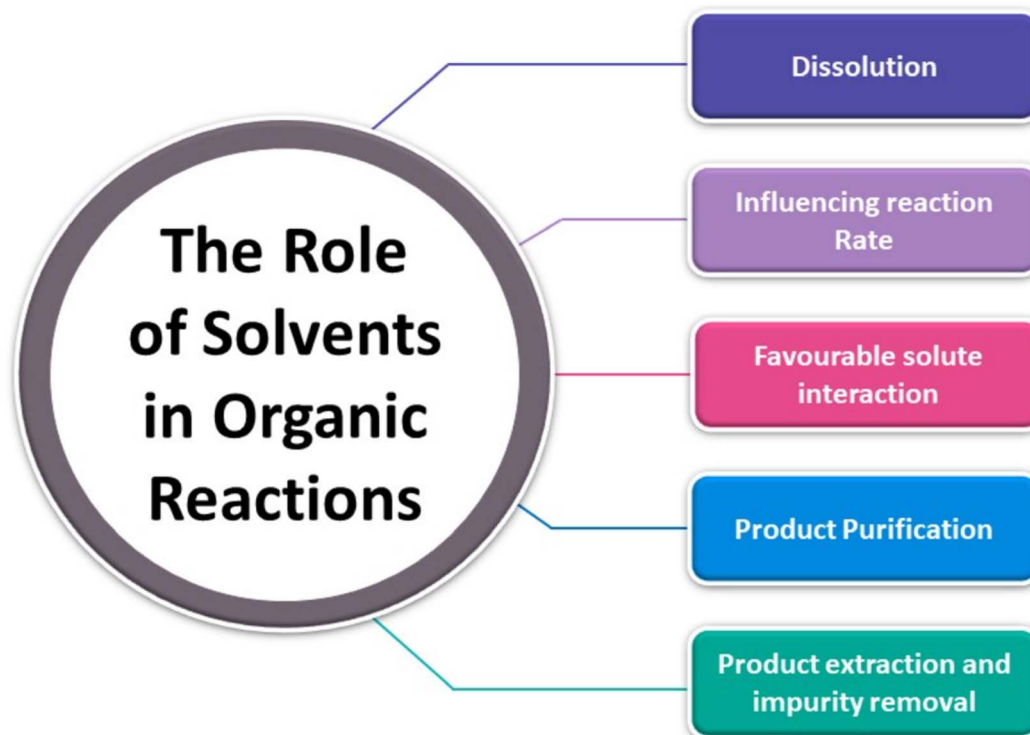 The Role
of Solvents
in Organic
Reactions
Dissolution
Influencing reaction
Rate
Favourable solute
interaction
Product Purification
Product extraction and
impurity removal